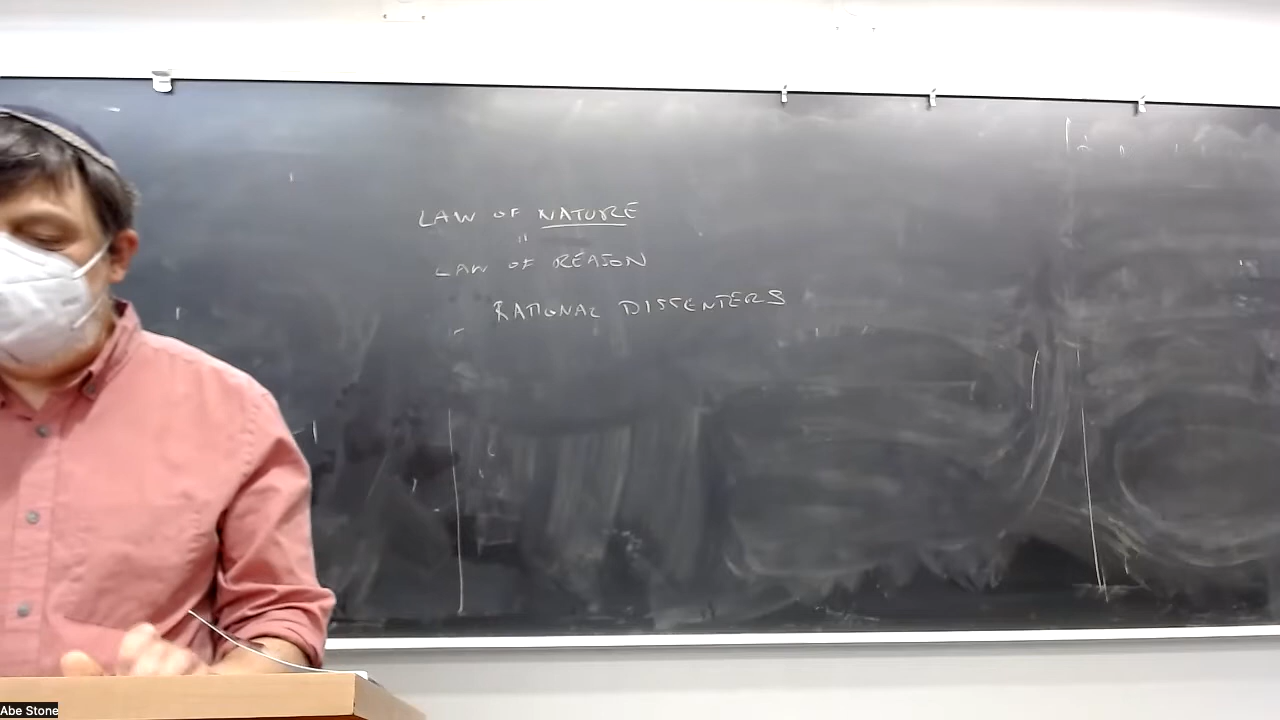 LAW OF NATURE
"
LAW OF REASON
RATIONAL DISSENTERS
Abe Stone